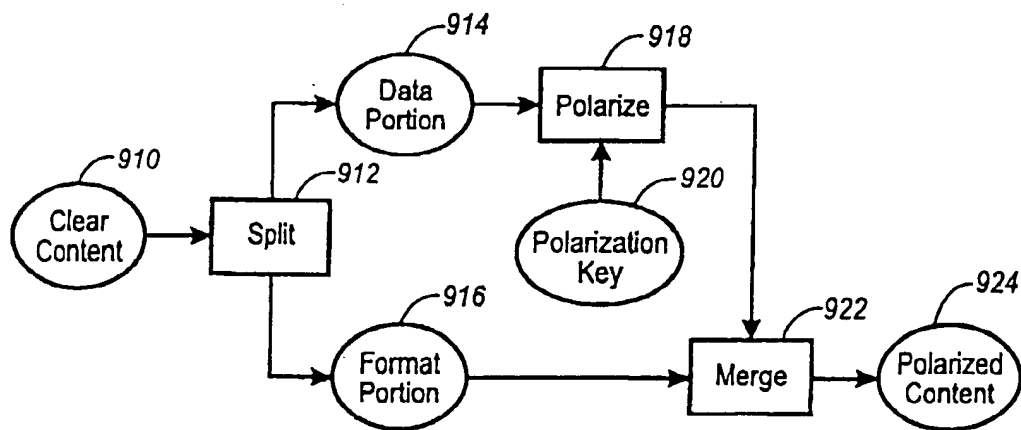 914
Data
Portion
918
Polarize
910
Clear
Content
912
Split
920
Polarization
Key
916
Format
Portion
922
Merge
924
Polarized
Content